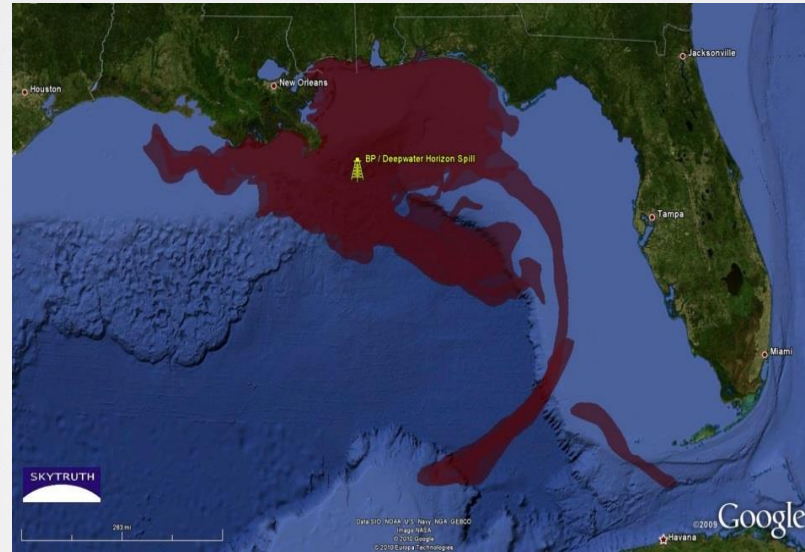 Jacksonville
Houston
New Orleans
BP / Deepwater Horizon Spill
Tampa
Miami
SKYTRUTH
283 mi
Data SIO, NOAA, U.S. Navy, NGA, GEBCO
Image NASA
© 2010 Google
© 2010 Europa Technologies
©2009 Google
Havana